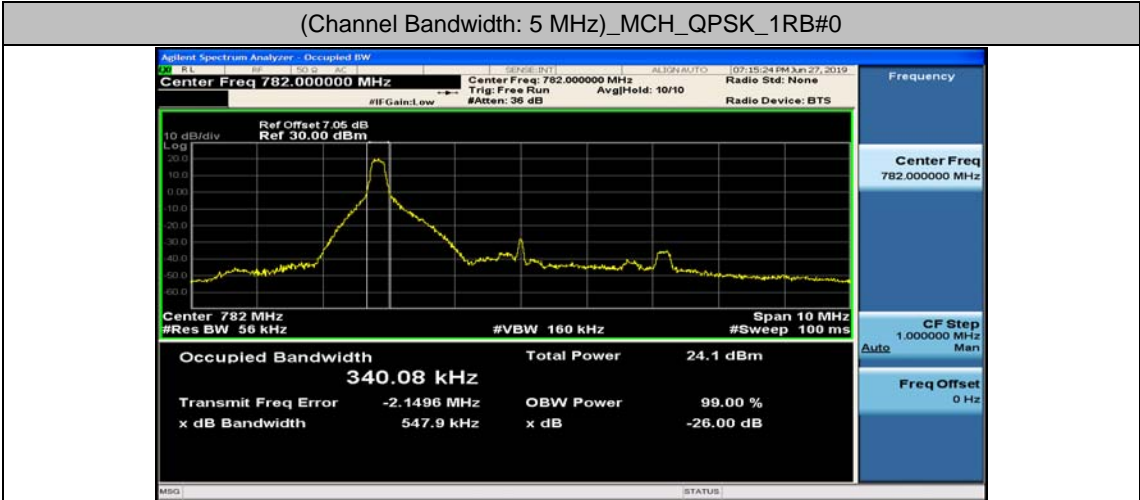 (Channel Bandwidth: 5 MHz)_MCH_QPSK_1RB#0
Agilent Spectrum Analyzer - Occupied BW
RL RF 50 Ω AC SENSE:INT ALIGN AUTO 07:15:24 PM Jun 27, 2019
Center Freq 782.000000 MHz
Center Freq: 782.000000 MHz Radio Std: None
Trig: Free Run Avg|Hold: 10/10
#IFGain:Low #Atten: 36 dB Radio Device: BTS
Ref Offset 7.05 dB
10 dB/div Ref 30.00 dBm
Log
20.0
10.0
0.00
-10.0
-20.0
-30.0
-40.0
-50.0
-60.0
Center 782 MHz Span 10 MHz
#Res BW 56 kHz #VBW 160 kHz #Sweep 100 ms
Occupied Bandwidth Total Power 24.1 dBm
340.08 kHz
Transmit Freq Error -2.1496 MHz OBW Power 99.00 %
x dB Bandwidth 547.9 kHz x dB -26.00 dB
MSG STATUS
Frequency
Center Freq
782.000000 MHz
CF Step
1.000000 MHz
Auto Man
Freq Offset
0 Hz